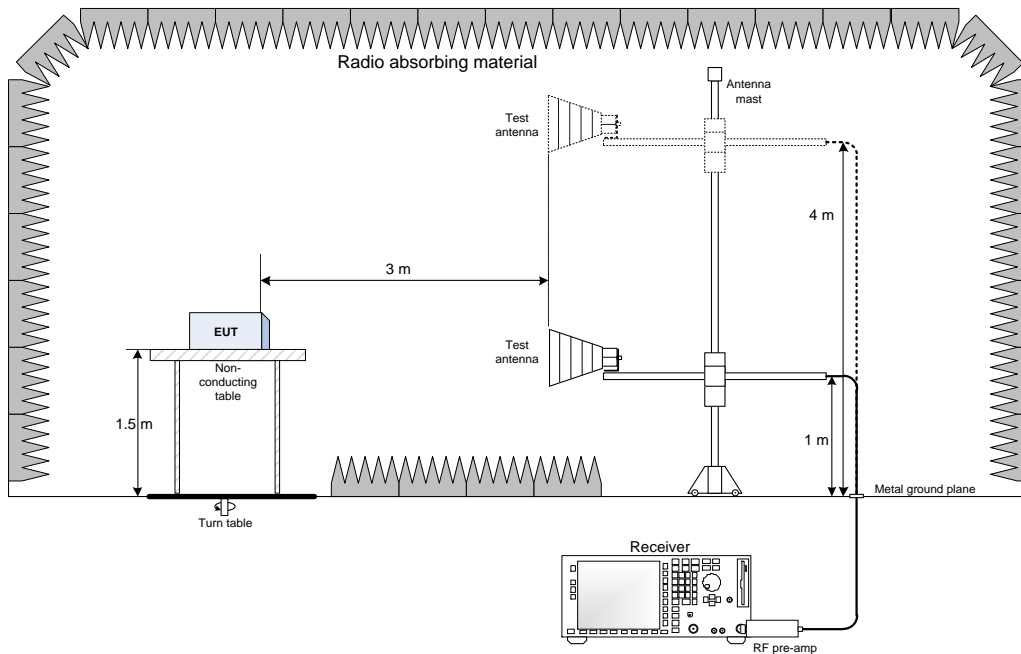 Radio absorbing material
Antenna
mast
Test
antenna
4 m
3 m
EUT
Test
antenna
Non-
conducting
table
1.5 m
1 m
Metal ground plane
Turn table
Receiver
RF pre-amp